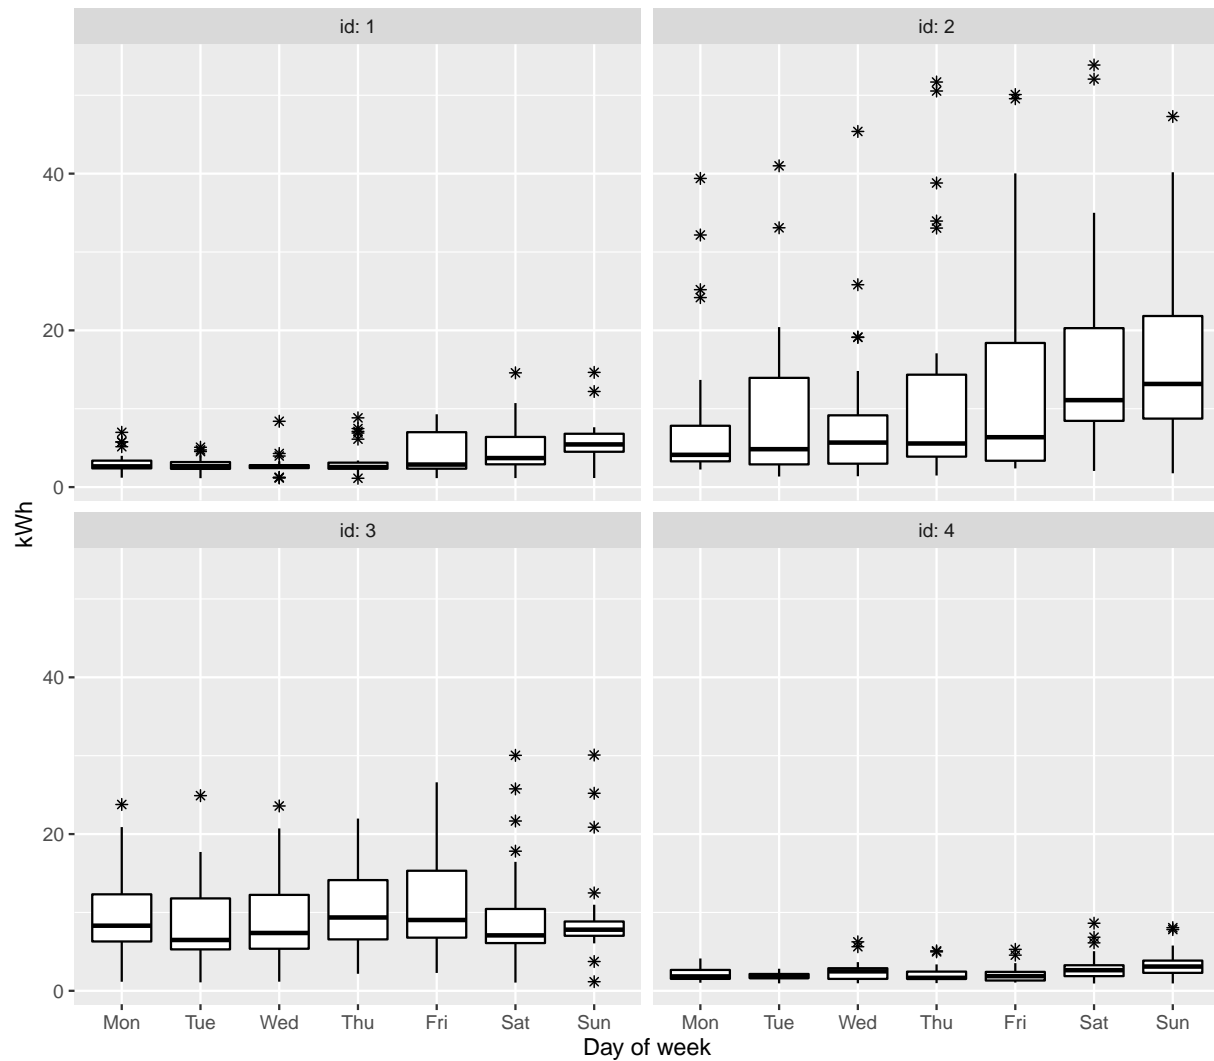 id: 1
id: 2
40
20
0
kWh
id: 3
id: 4
40
20
0
Mon Tue Wed Thu Fri Sat Sun
Mon Tue Wed Thu Fri Sat Sun
Day of week